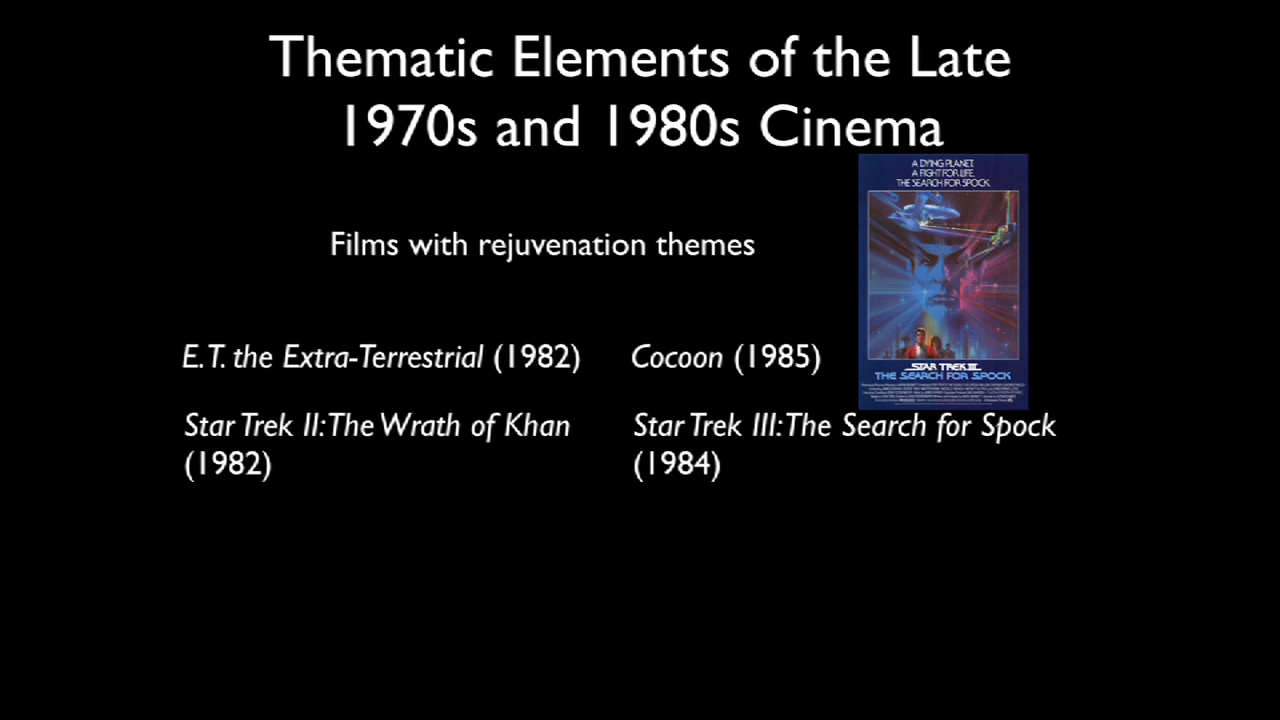 Thematic Elements of the Late
1970s and 1980s Cinema
A DYING PLANET.
A FIGHT FOR LIFE.
THE SEARCH FOR SPOCK.
Films with rejuvenation themes
E.T. the Extra-Terrestrial (1982)
Cocoon (1985)
STAR TREK III
THE SEARCH FOR SPOCK
Star Trek II: The Wrath of Khan
(1982)
Star Trek III: The Search for Spock
(1984)